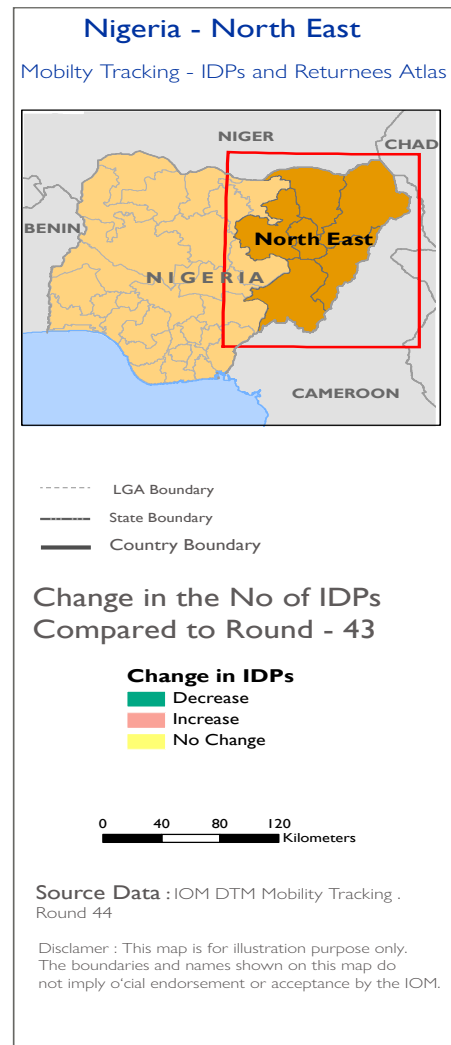 Nigeria - North East
Mobilty Tracking - IDPs and Returnees Atlas
NIGER
CHAD
BENIN
North East
NIGERIA
CAMEROON
LGA Boundary
State Boundary
Country Boundary
Change in the No of IDPs
Compared to Round - 43
Change in IDPs
Decrease
Increase
No Change
0 40 80 120
Kilometers
Source Data : IOM DTM Mobility Tracking .
Round 44
Disclamer : This map is for illustration purpose only.
The boundaries and names shown on this map do
not imply o'cial endorsement or acceptance by the IOM.